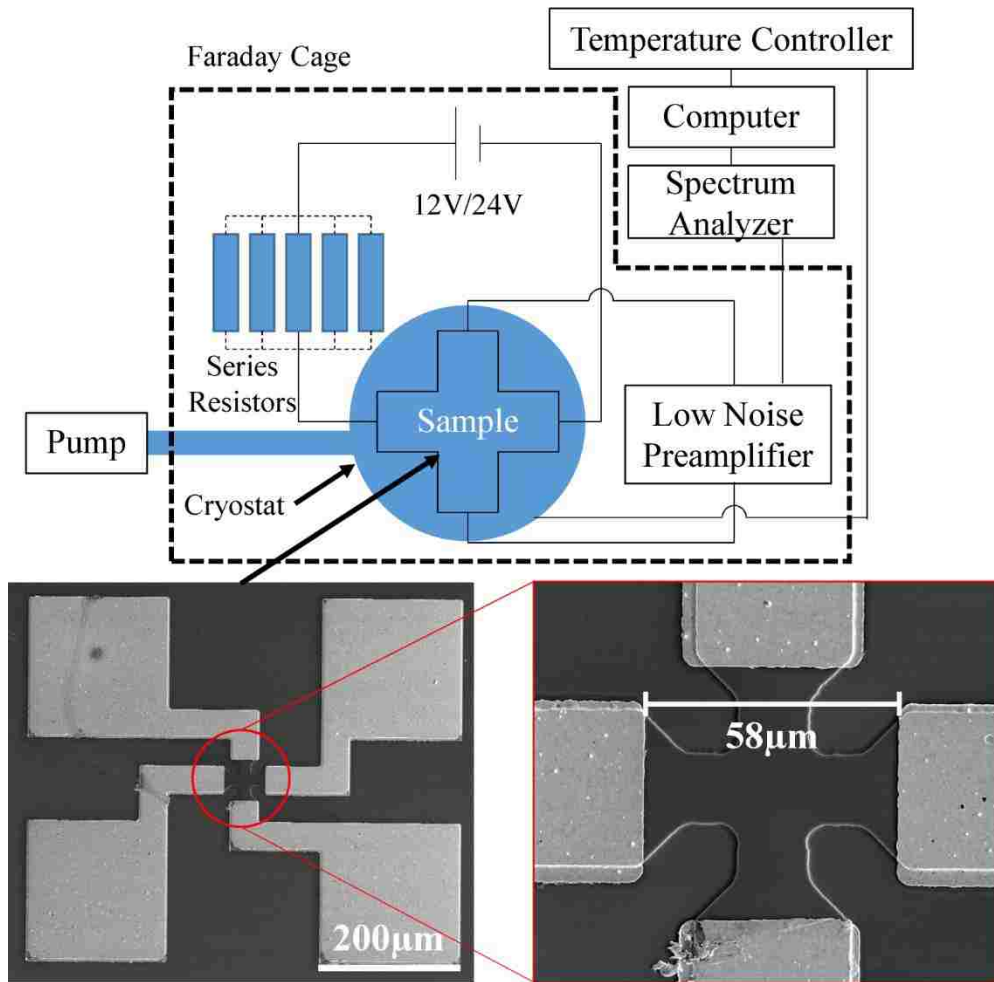 Temperature Controller
Faraday Cage
Computer
12V/24V
Spectrum
Analyzer
Series
Resistors
Sample
Low Noise
Preamplifier
Pump
Cryostat
58μm
200μm